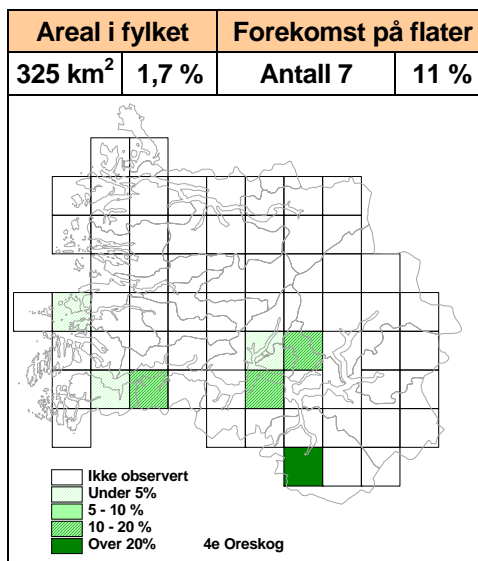 Areal i fylket Forekomst på flater
325 km² 1,7 % Antall 7 11 %
Ikke observert
Under 5%
5 - 10 %
10 - 20 %
Over 20% 4e Oreskog